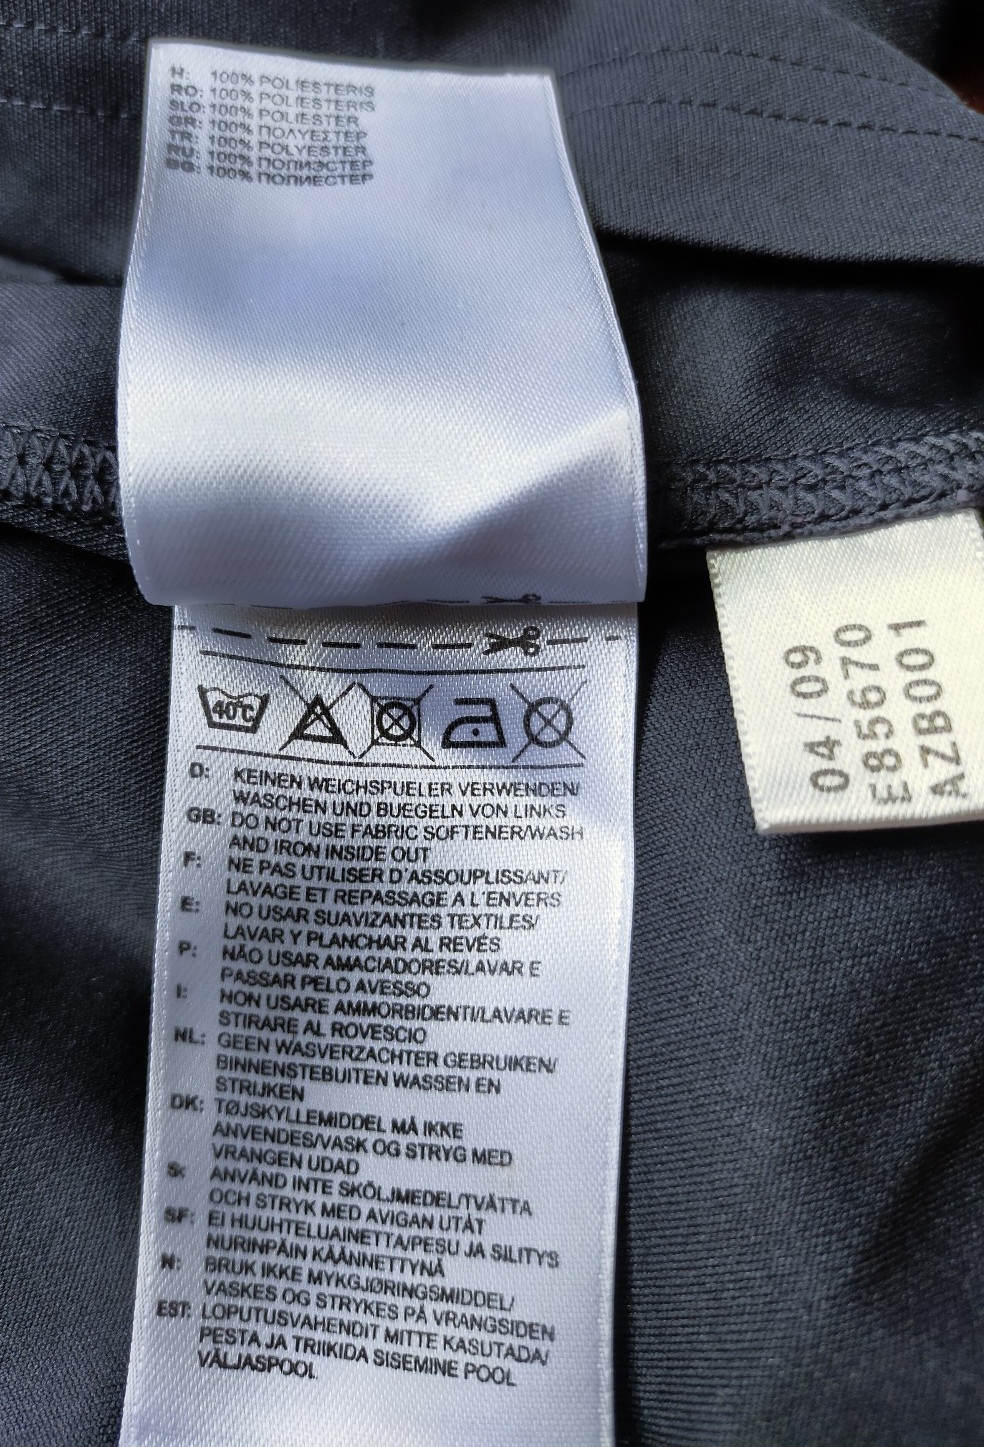 H: 100% POLIESTERIS
RO: 100% POLIESTERIS
SLO: 100% POLIESTER
GR: 100% ΠΟΛΥΕΣΤΕΡ
TR: 100% POLYESTER
RU: 100% ПОЛИЭСТЕР
BG: 100% ПОЛИЕСТЕР
40°C
D: KEINEN WEICHSPUELER VERWENDEN/
WASCHEN UND BUEGELN VON LINKS
GB: DO NOT USE FABRIC SOFTENER/WASH
AND IRON INSIDE OUT
F: NE PAS UTILISER D'ASSOUPLISSANT/
LAVAGE ET REPASSAGE A L'ENVERS
E: NO USAR SUAVIZANTES TEXTILES/
LAVAR Y PLANCHAR AL REVÉS
P: NÃO USAR AMACIADORES/LAVAR E
PASSAR PELO AVESSO
I: NON USARE AMMORBIDENTI/LAVARE E
STIRARE AL ROVESCIO
NL: GEEN WASVERZACHTER GEBRUIKEN/
BINNENSTEBUITEN WASSEN EN
STRIJKEN
DK: TØJSKYLLEMIDDEL MÅ IKKE
ANVENDES/VASK OG STRYG MED
VRANGEN UDAD
S: ANVÄND INTE SKÖLJMEDEL/TVÄTTA
OCH STRYK MED AVIGAN UTÅT
SF: EI HUUHTELUAINETTA/PESU JA SILITYS
NURINPÄIN KÄÄNNETTYNÄ
N: BRUK IKKE MYKGJØRINGSMIDDEL/
VASKES OG STRYKES PÅ VRANGSIDEN
EST: LOPUTUSVAHENDIT MITTE KASUTADA/
PESTA JA TRIIKIDA SISEMINE POOL
VÄLJASPOOL
04/09
E85670
AZB001